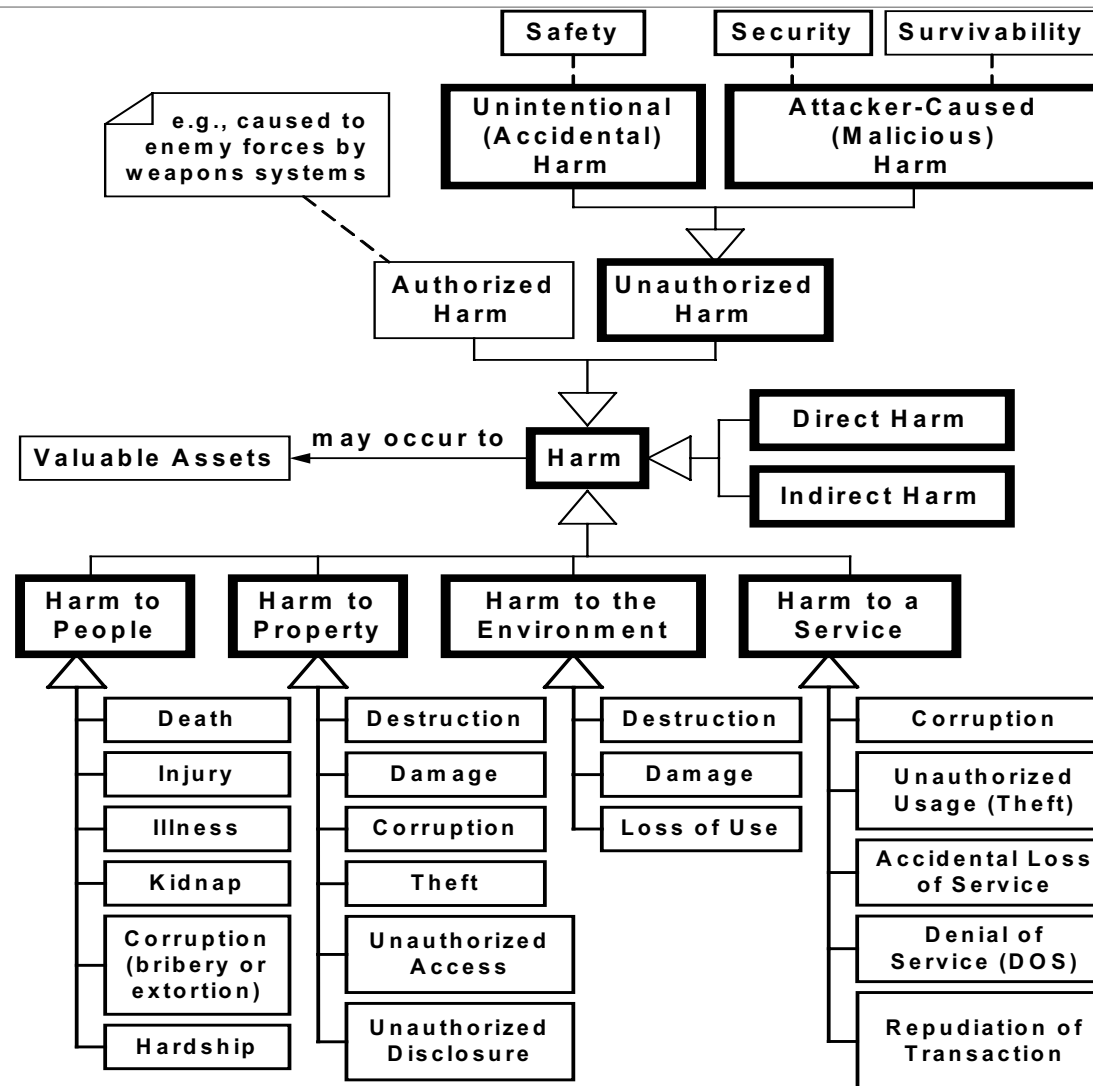 Safety
Security
Survivability
e.g., caused to
enemy forces by
weapons systems
Unintentional
(Accidental)
Harm
Attacker-Caused
(Malicious)
Harm
Authorized
Harm
Unauthorized
Harm
Valuable Assets
may occur to
Harm
Direct Harm
Indirect Harm
Harm to
People
Harm to
Property
Harm to the
Environment
Harm to a
Service
Death
Injury
Illness
Kidnap
Corruption
(bribery or
extortion)
Hardship
Destruction
Damage
Corruption
Theft
Unauthorized
Access
Unauthorized
Disclosure
Destruction
Damage
Loss of Use
Corruption
Unauthorized
Usage (Theft)
Accidental Loss
of Service
Denial of
Service (DOS)
Repudiation of
Transaction